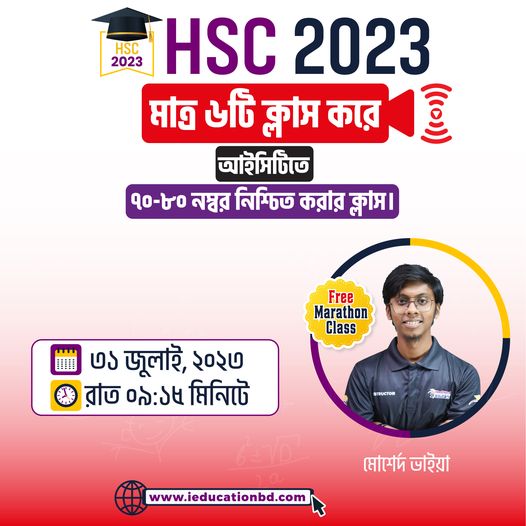 HSC
2023
HSC 2023
মাত্র ৬টি ক্লাস করে
আইসিটিতে
৭০-৮০ নম্বর নিশ্চিত করার ক্লাস।
Free
Marathon
Class
৩১ জুলাই, ২০২৩
রাত ০৯:১৫ মিনিটে
মোর্শেদ ভাইয়া
www.ieducationbd.com